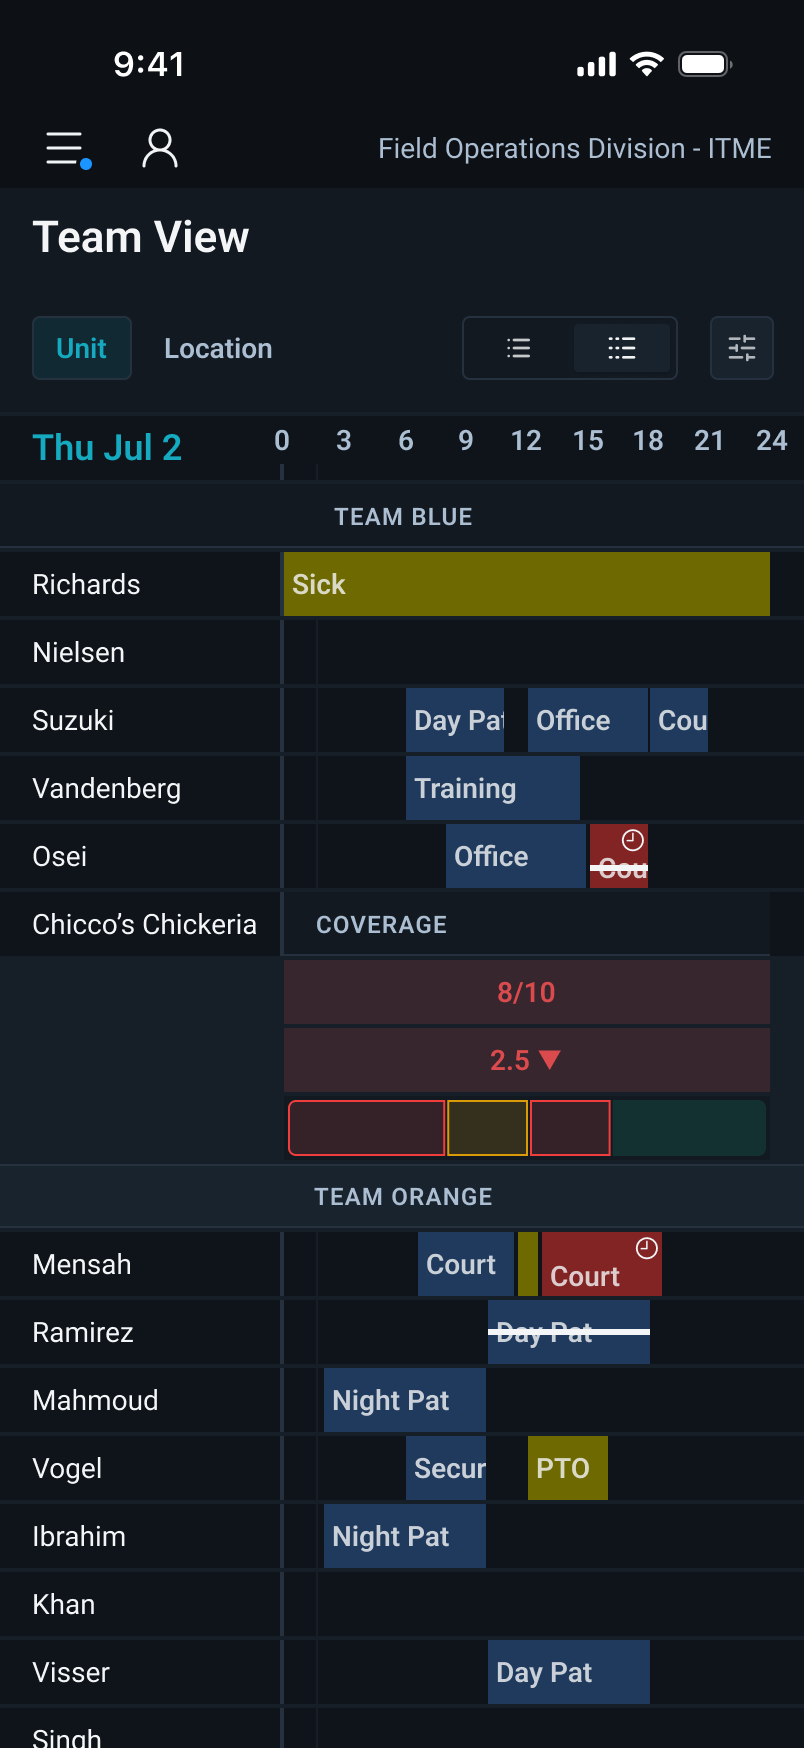 9:41
Field Operations Division - ITME
Team View
Unit Location
Thu Jul 2 0 3 6 9 12 15 18 21 24
TEAM BLUE
Richards Sick
Nielsen
Suzuki Day Pat Office Cou
Vandenberg Training
Osei Office Cou
Chicco’s Chickeria COVERAGE
8/10
2.5 ▼
TEAM ORANGE
Mensah Court Court
Ramirez Day Pat
Mahmoud Night Pat
Vogel Secur PTO
Ibrahim Night Pat
Khan
Visser Day Pat
Singh